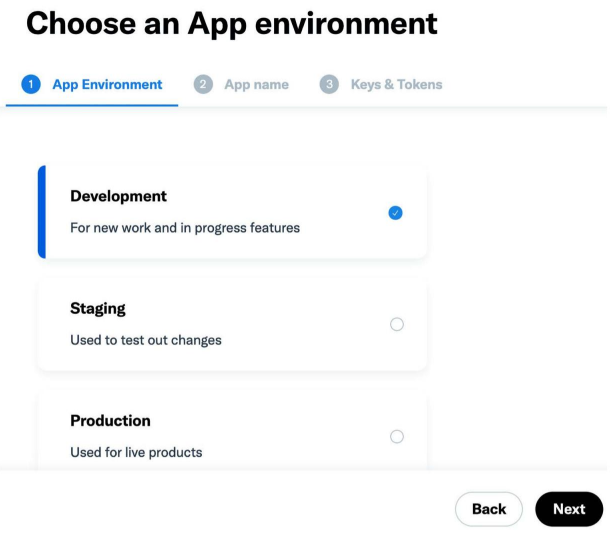 Choose an App environment
1 App Environment 2 App name 3 Keys & Tokens
Development
For new work and in progress features
Staging
Used to test out changes
Production
Used for live products
Back Next